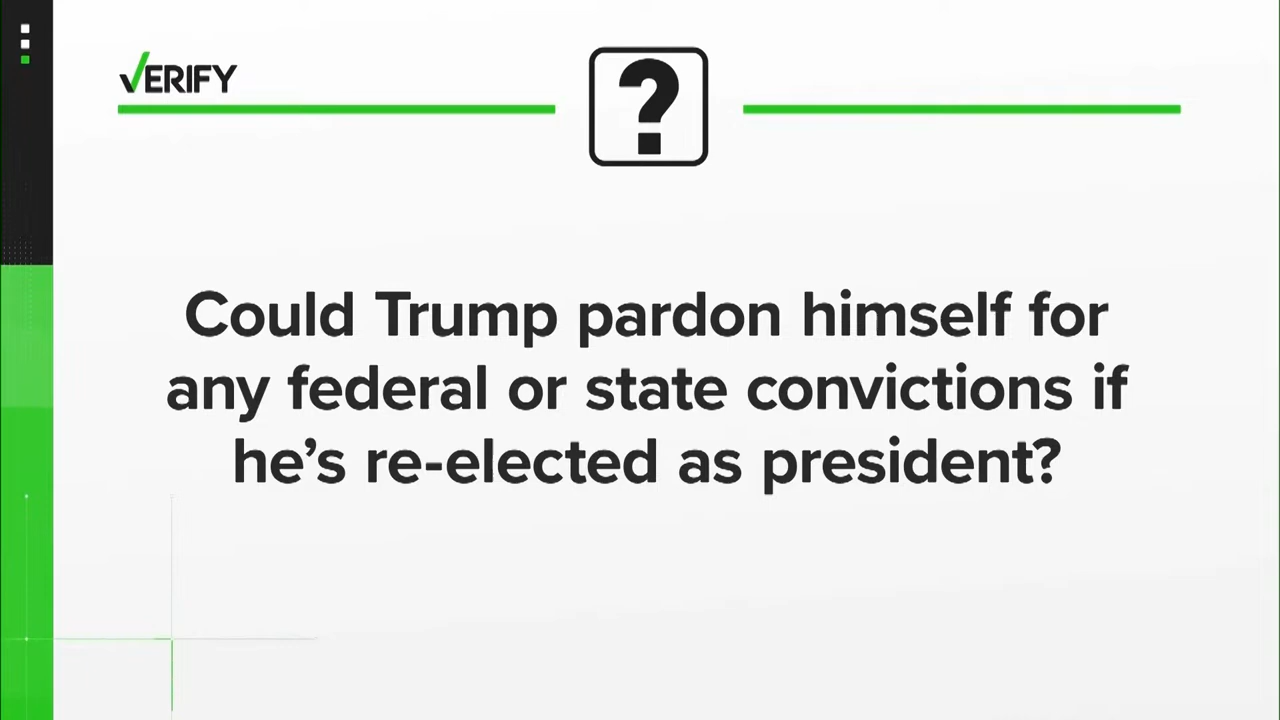 VERIFY
?
Could Trump pardon himself for
any federal or state convictions if
he’s re-elected as president?